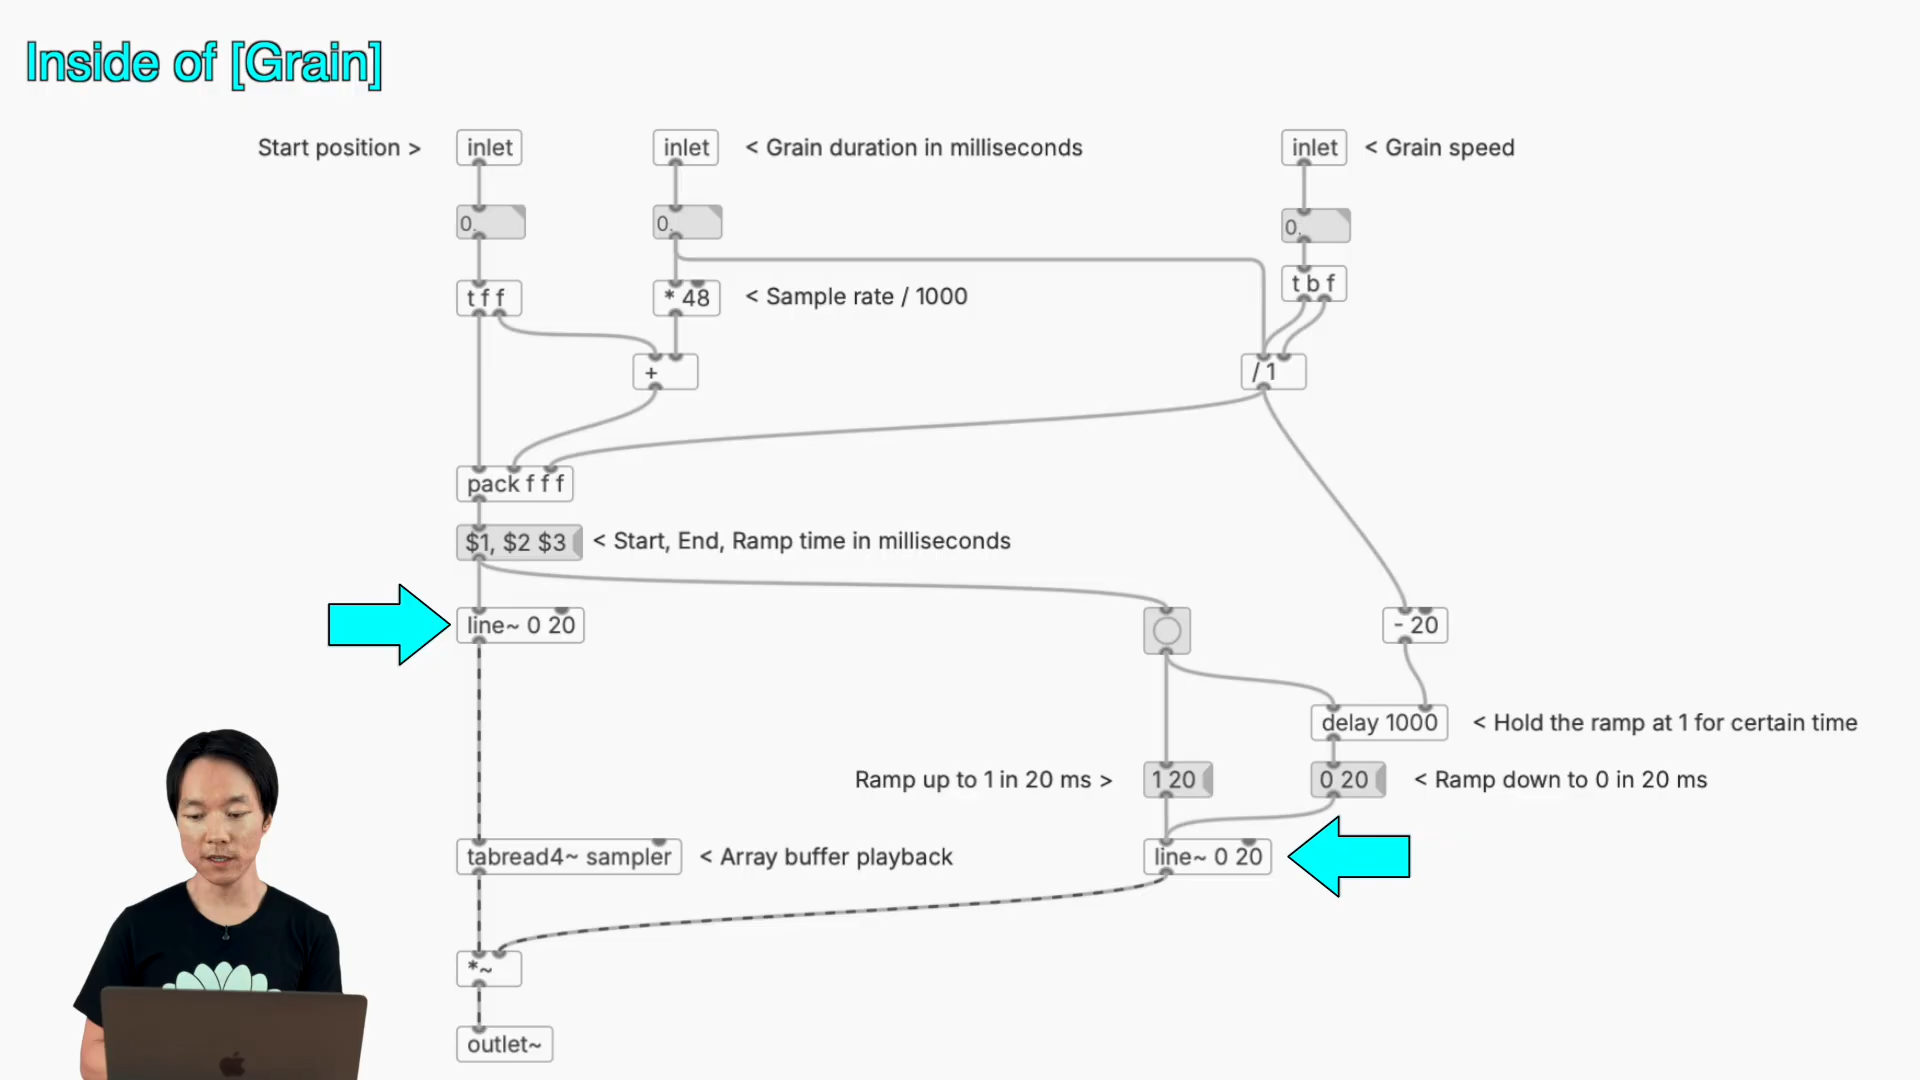 Inside of [Grain]
Start position >
inlet
inlet
< Grain duration in milliseconds
inlet
< Grain speed
0.
0.
0.
t f f
* 48
< Sample rate / 1000
t b f
+
/ 1
pack f f f
$1, $2 $3
< Start, End, Ramp time in milliseconds
line~ 0 20
- 20
delay 1000
< Hold the ramp at 1 for certain time
Ramp up to 1 in 20 ms >
1 20
0 20
< Ramp down to 0 in 20 ms
tabread4~ sampler
< Array buffer playback
line~ 0 20
*~
outlet~